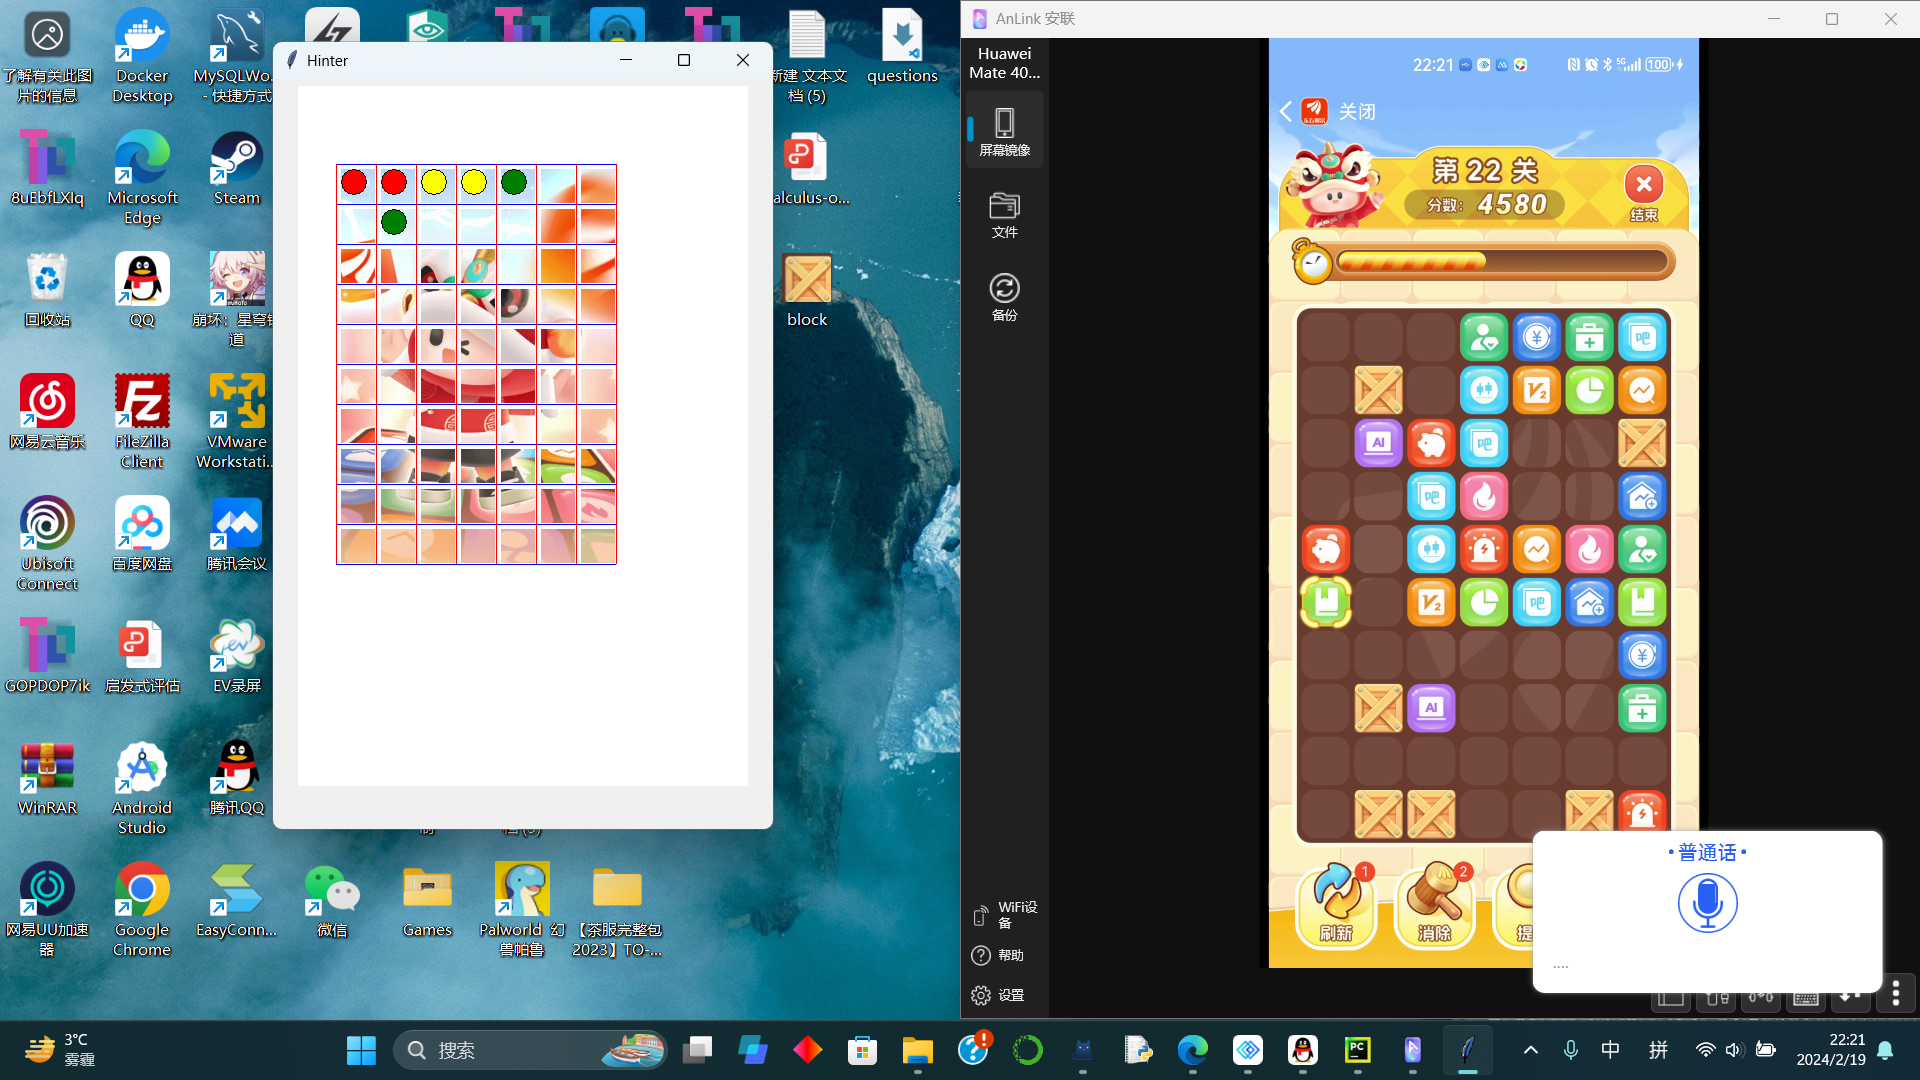 了解有关此图
片的信息
Docker
Desktop
MySQLWo...
- 快捷方式
questions
8uEbfLXlq
Microsoft
Edge
Steam
回收站
QQ
崩坏：星穹铁
道
block
网易云音乐
FileZilla
Client
VMware
Workstati...
Ubisoft
Connect
百度网盘
腾讯会议
GOPDOP7ik
启发式评估
EV录屏
WinRAR
Android
Studio
腾讯QQ
网易UU加速
器
Google
Chrome
EasyConn...
微信
Games
Palworld 幻
兽帕鲁
【茶服完整包
2023】TO-...
新建 文本文
档 (5)
alculus-o...
Hinter
AnLink 安联
Huawei
Mate 40...
屏幕镜像
文件
备份
WiFi设
备
帮助
设置
22:21
5G
100
关闭
第 22 关
分数： 4580
结束
AI
AI
1
刷新
2
消除
提
•普通话•
....
3°C
雾霾
搜索
中
拼
22:21
2024/2/19